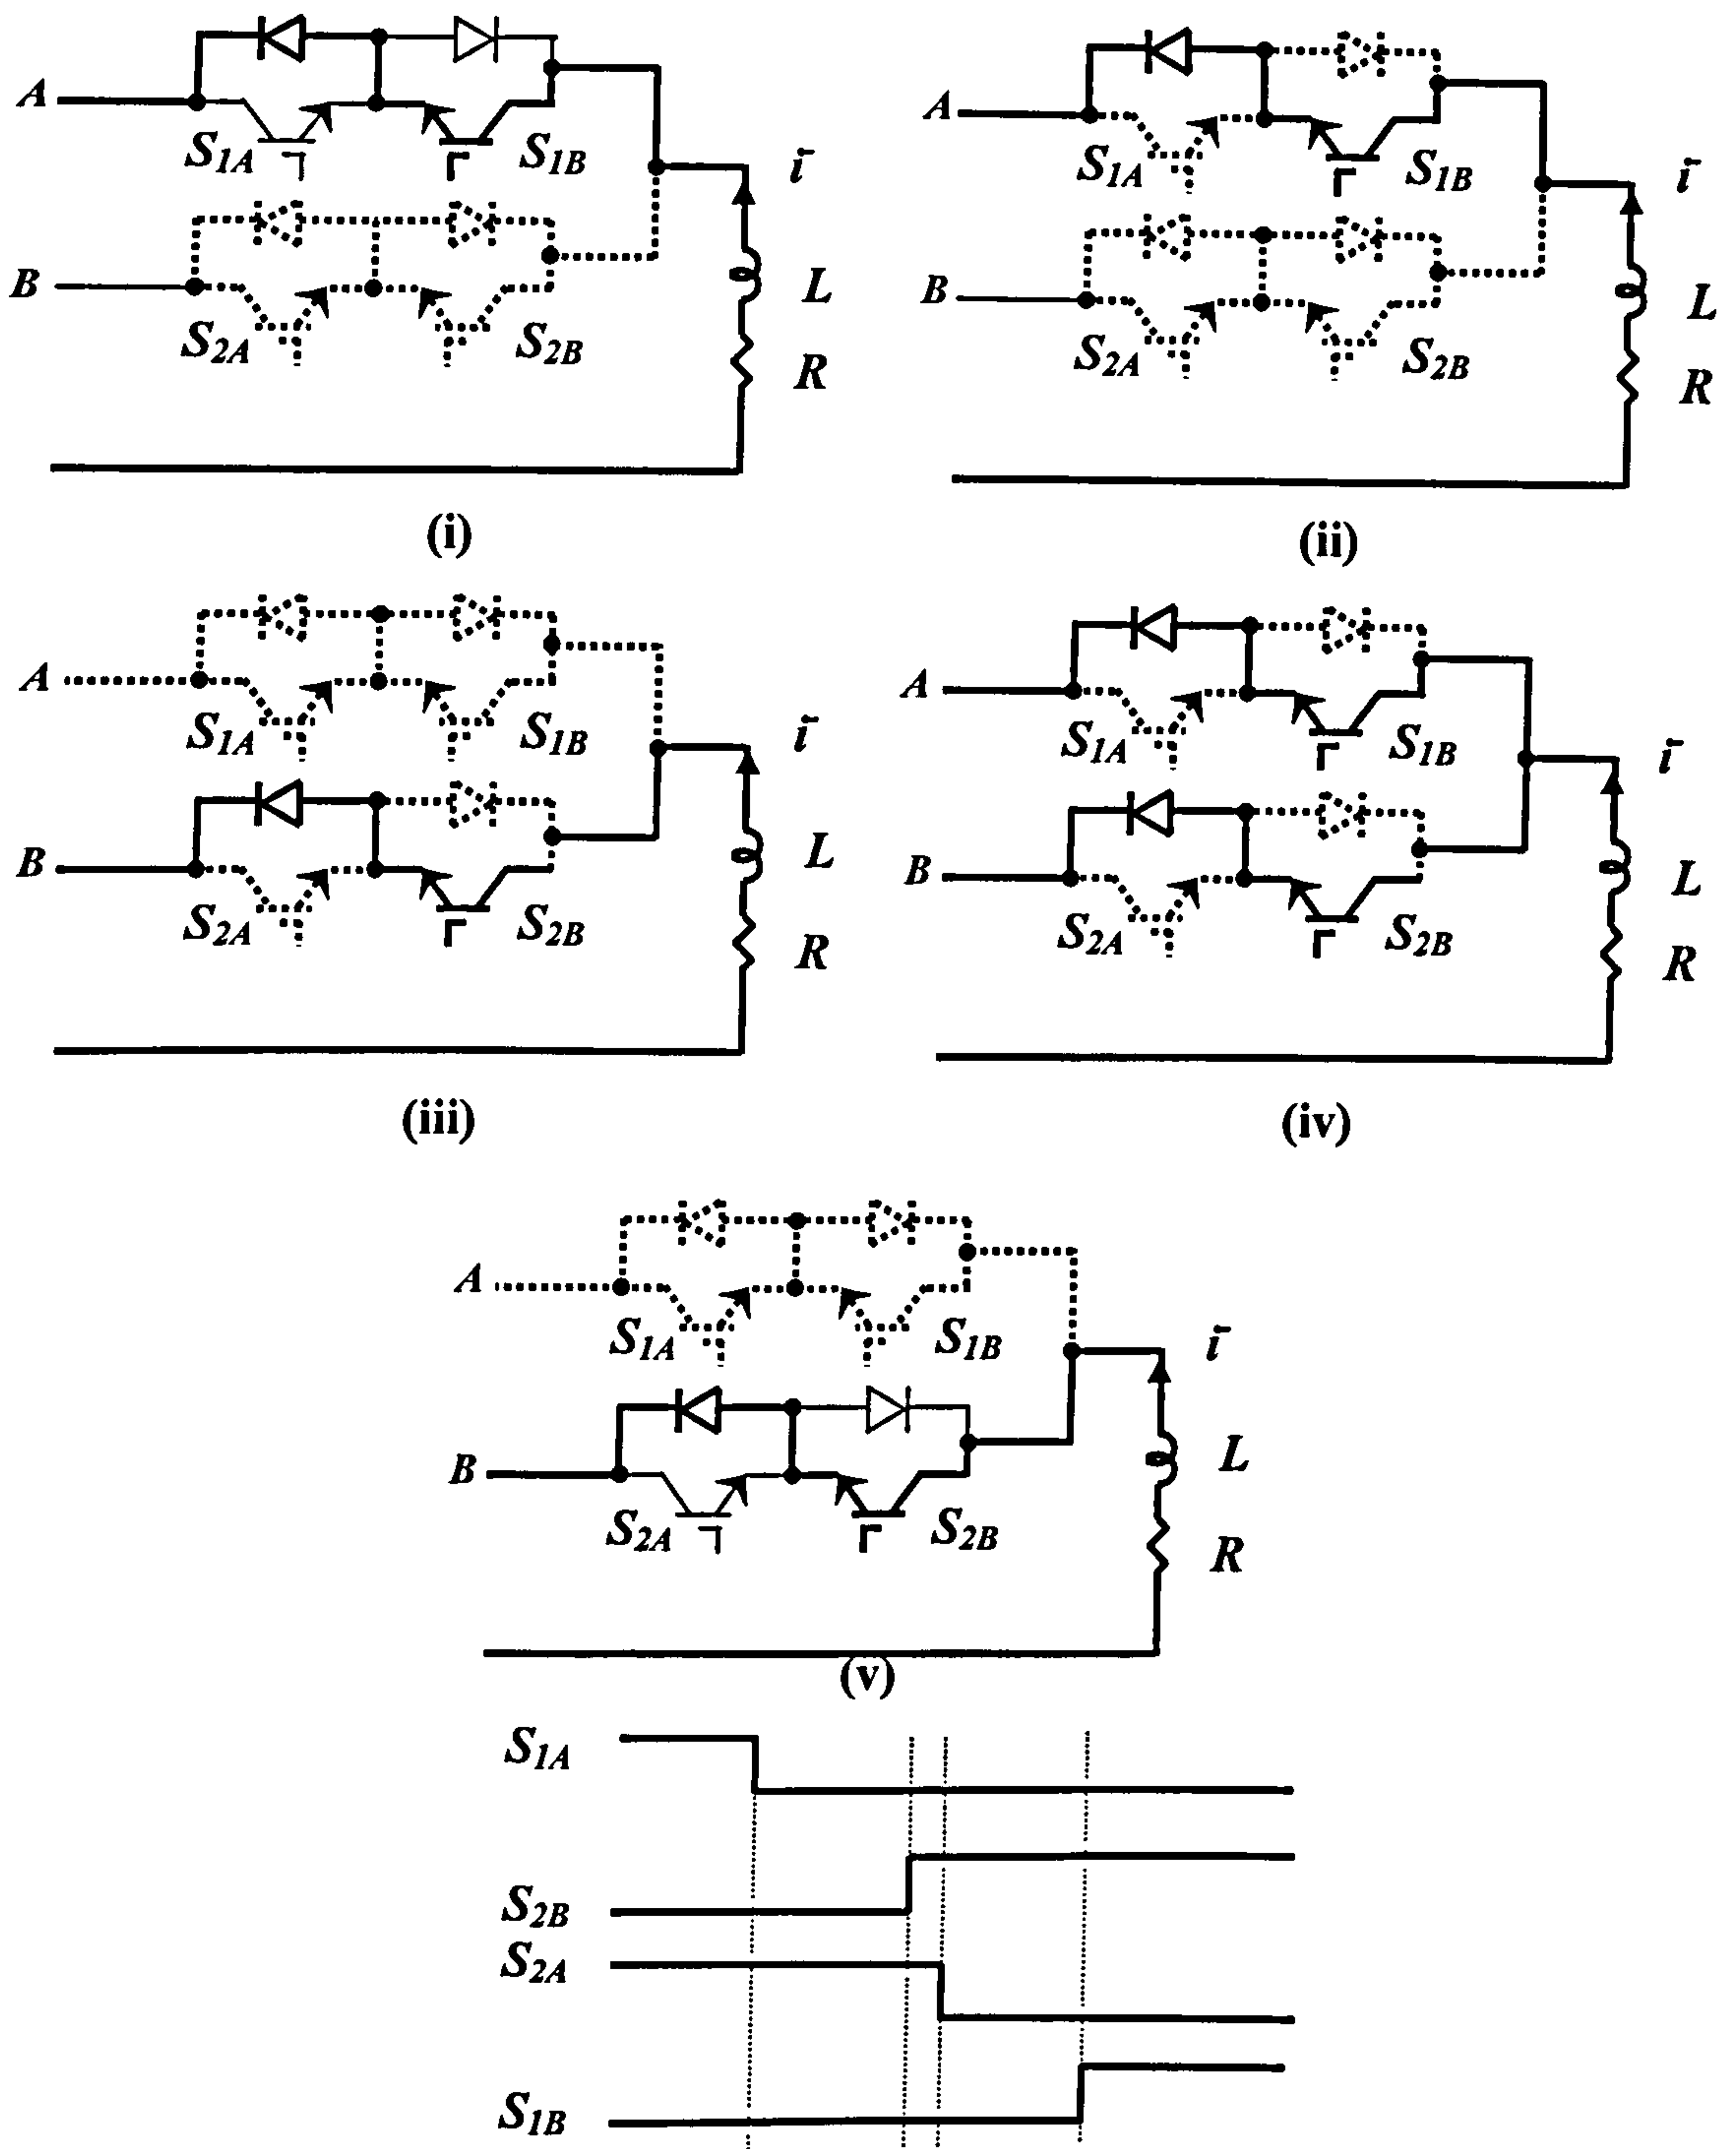 A
S1A
S1B
i-
B
S2A
S2B
L
R
(i)
A
S1A
S1B
i-
B
S2A
S2B
L
R
(ii)
A
S1A
S1B
i-
B
S2A
S2B
L
R
(iii)
A
S1A
S1B
i-
B
S2A
S2B
L
R
(iv)
A
S1A
S1B
i-
B
S2A
S2B
L
R
(v)
S1A
S2B
S2A
S1B